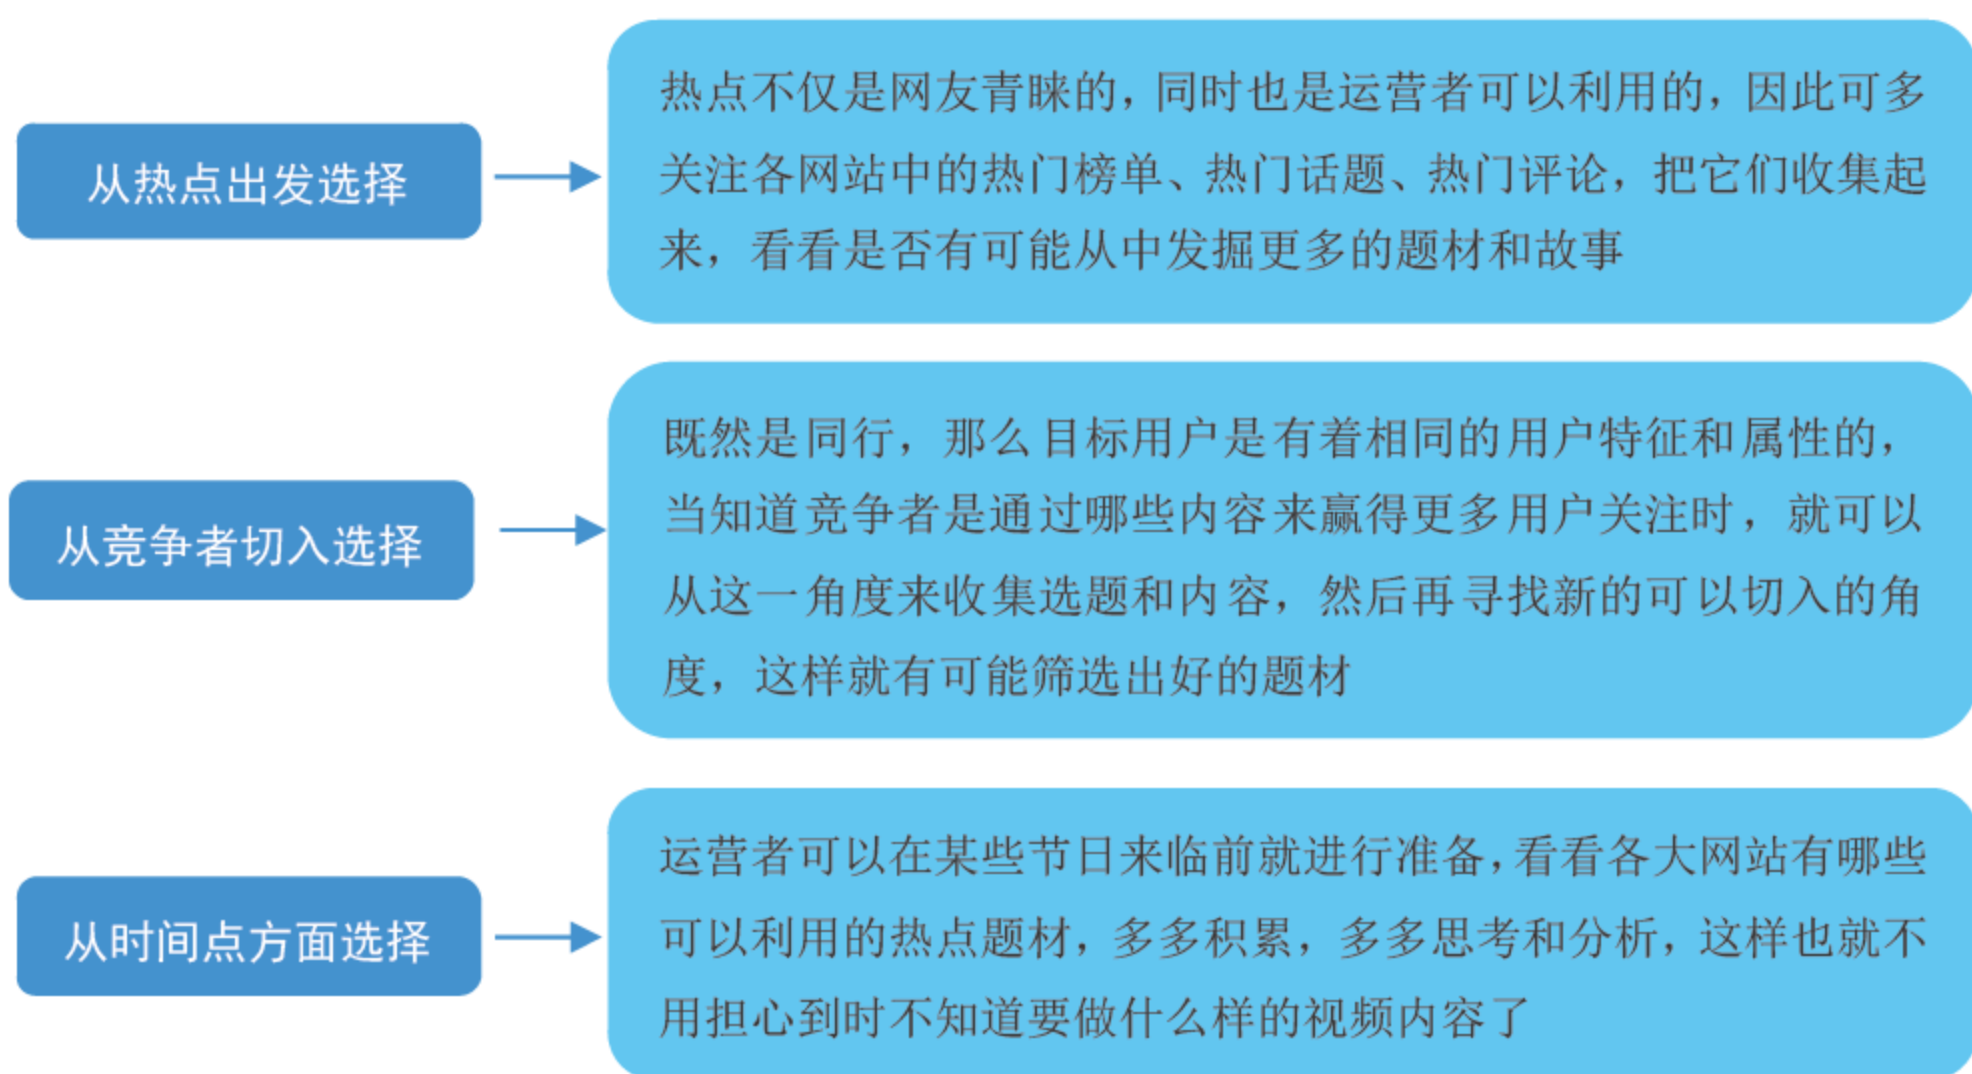 从热点出发选择
热点不仅是网友青睐的，同时也是运营者可以利用的，因此可多
关注各网站中的热门榜单、热门话题、热门评论，把它们收集起
来，看看是否有可能从中发掘更多的题材和故事
从竞争者切入选择
既然是同行，那么目标用户是有着相同的用户特征和属性的，
当知道竞争者是通过哪些内容来赢得更多用户关注时，就可以
从这一角度来收集选题和内容，然后再寻找新的可以切入的角
度，这样就有可能筛选出好的题材
从时间点方面选择
运营者可以在某些节日来临前就进行准备，看看各大网站有哪些
可以利用的热点题材，多多积累，多多思考和分析，这样也就不
用担心到时不知道要做什么样的视频内容了